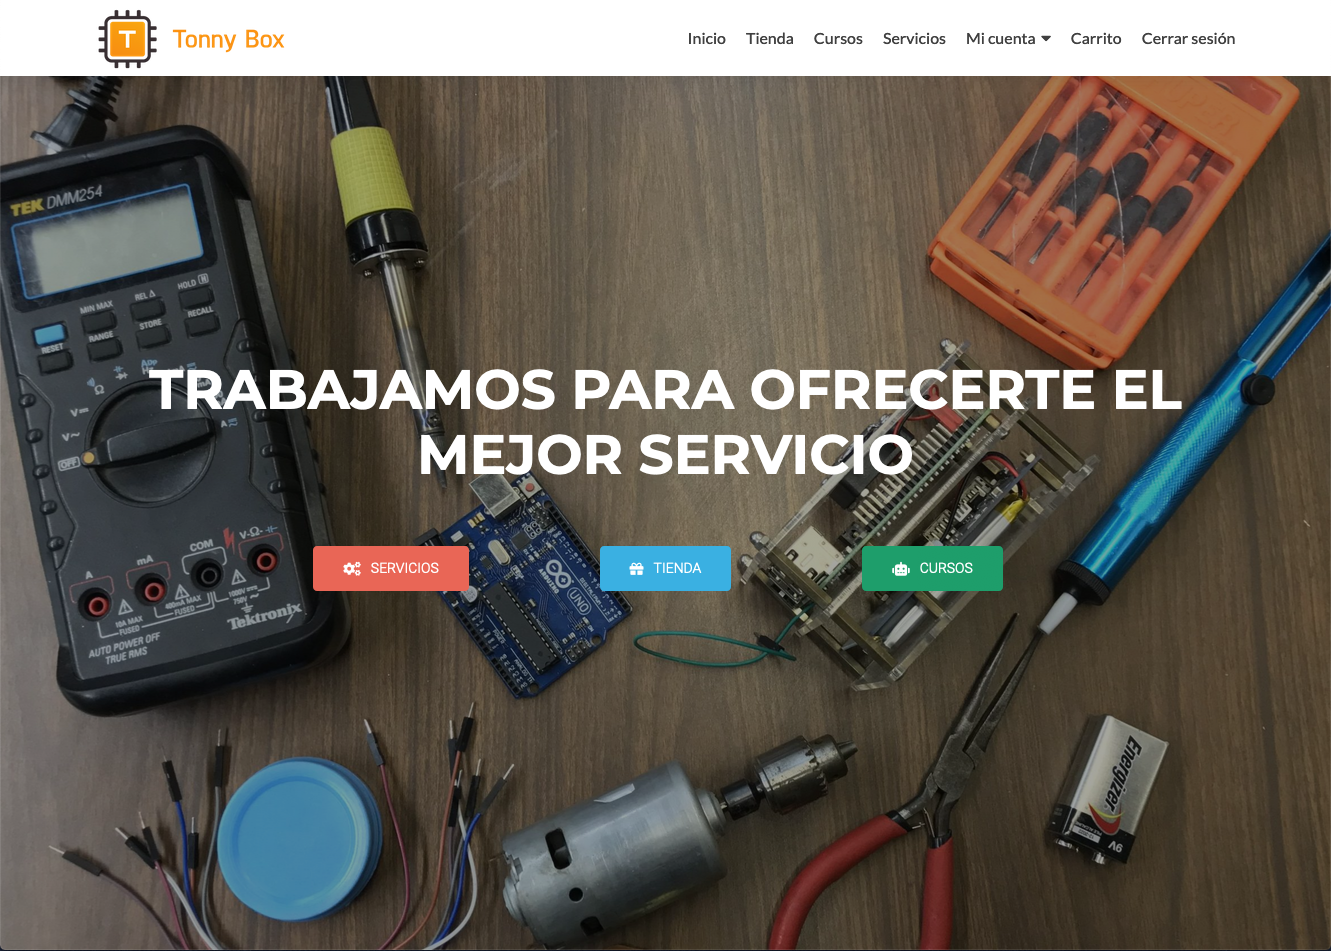 T
Tonny Box
Inicio Tienda Cursos Servicios Mi cuenta Carrito Cerrar sesión
TEK DMM254
MIN MAX REL Δ HOLD H
RESET RANGE STORE RECALL
V
V~
OFF
A mA COM V-Ω-
10A MAX
FUSED
400mA MAX
FUSED
1000V
750V ~
Tektronix
AUTO POWER OFF
TRUE RMS
TRABAJAMOS PARA OFRECERTE EL
MEJOR SERVICIO
SERVICIOS
TIENDA
CURSOS
ARDUINO
UNO
Energizer
9V